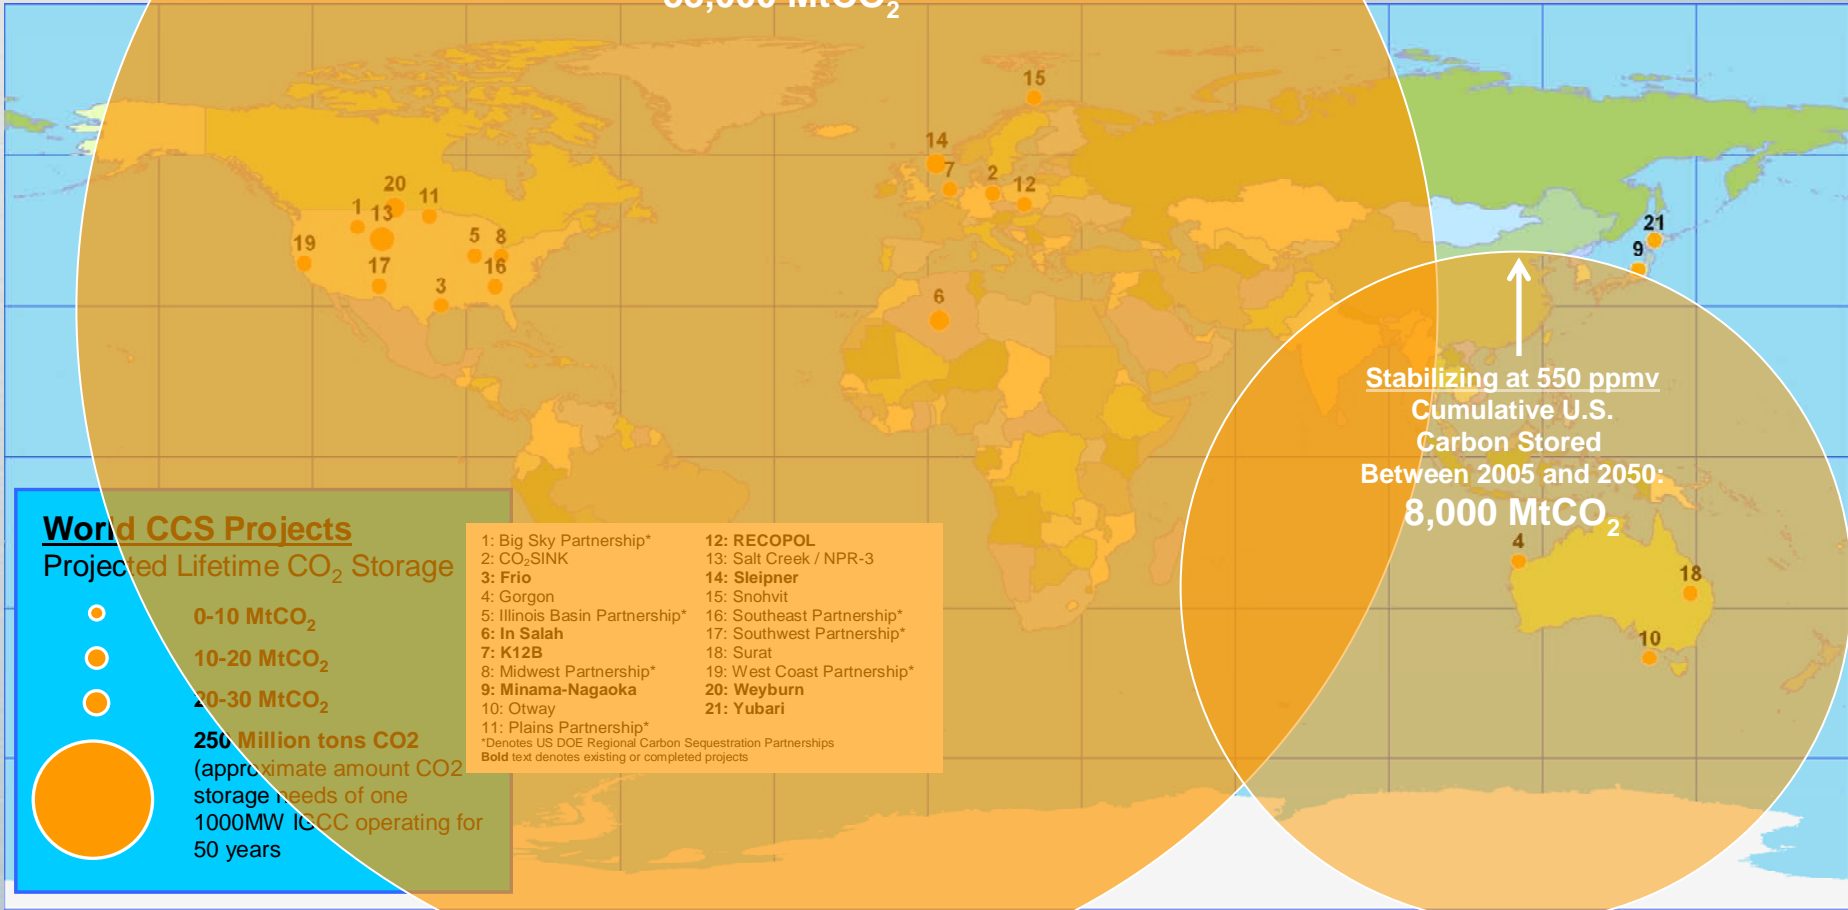 MtCO₂
15
14
7
2
12
20
1
13
11
19
5
8
17
16
3
6
21
9
Stabilizing at 550 ppmv
Cumulative U.S.
Carbon Stored
Between 2005 and 2050:
8,000 MtCO₂
4
18
10
World CCS Projects
Projected Lifetime CO₂ Storage
0-10 MtCO₂
10-20 MtCO₂
20-30 MtCO₂
250 Million tons CO2
(approximate amount CO2
storage needs of one
1000MW IGCC operating for
50 years
1: Big Sky Partnership*
2: CO₂SINK
3: Frio
4: Gorgon
5: Illinois Basin Partnership*
6: In Salah
7: K12B
8: Midwest Partnership*
9: Minama-Nagaoka
10: Otway
11: Plains Partnership*
12: RECOPOL
13: Salt Creek / NPR-3
14: Sleipner
15: Snohvit
16: Southeast Partnership*
17: Southwest Partnership*
18: Surat
19: West Coast Partnership*
20: Weyburn
21: Yubari
*Denotes US DOE Regional Carbon Sequestration Partnerships
Bold text denotes existing or completed projects